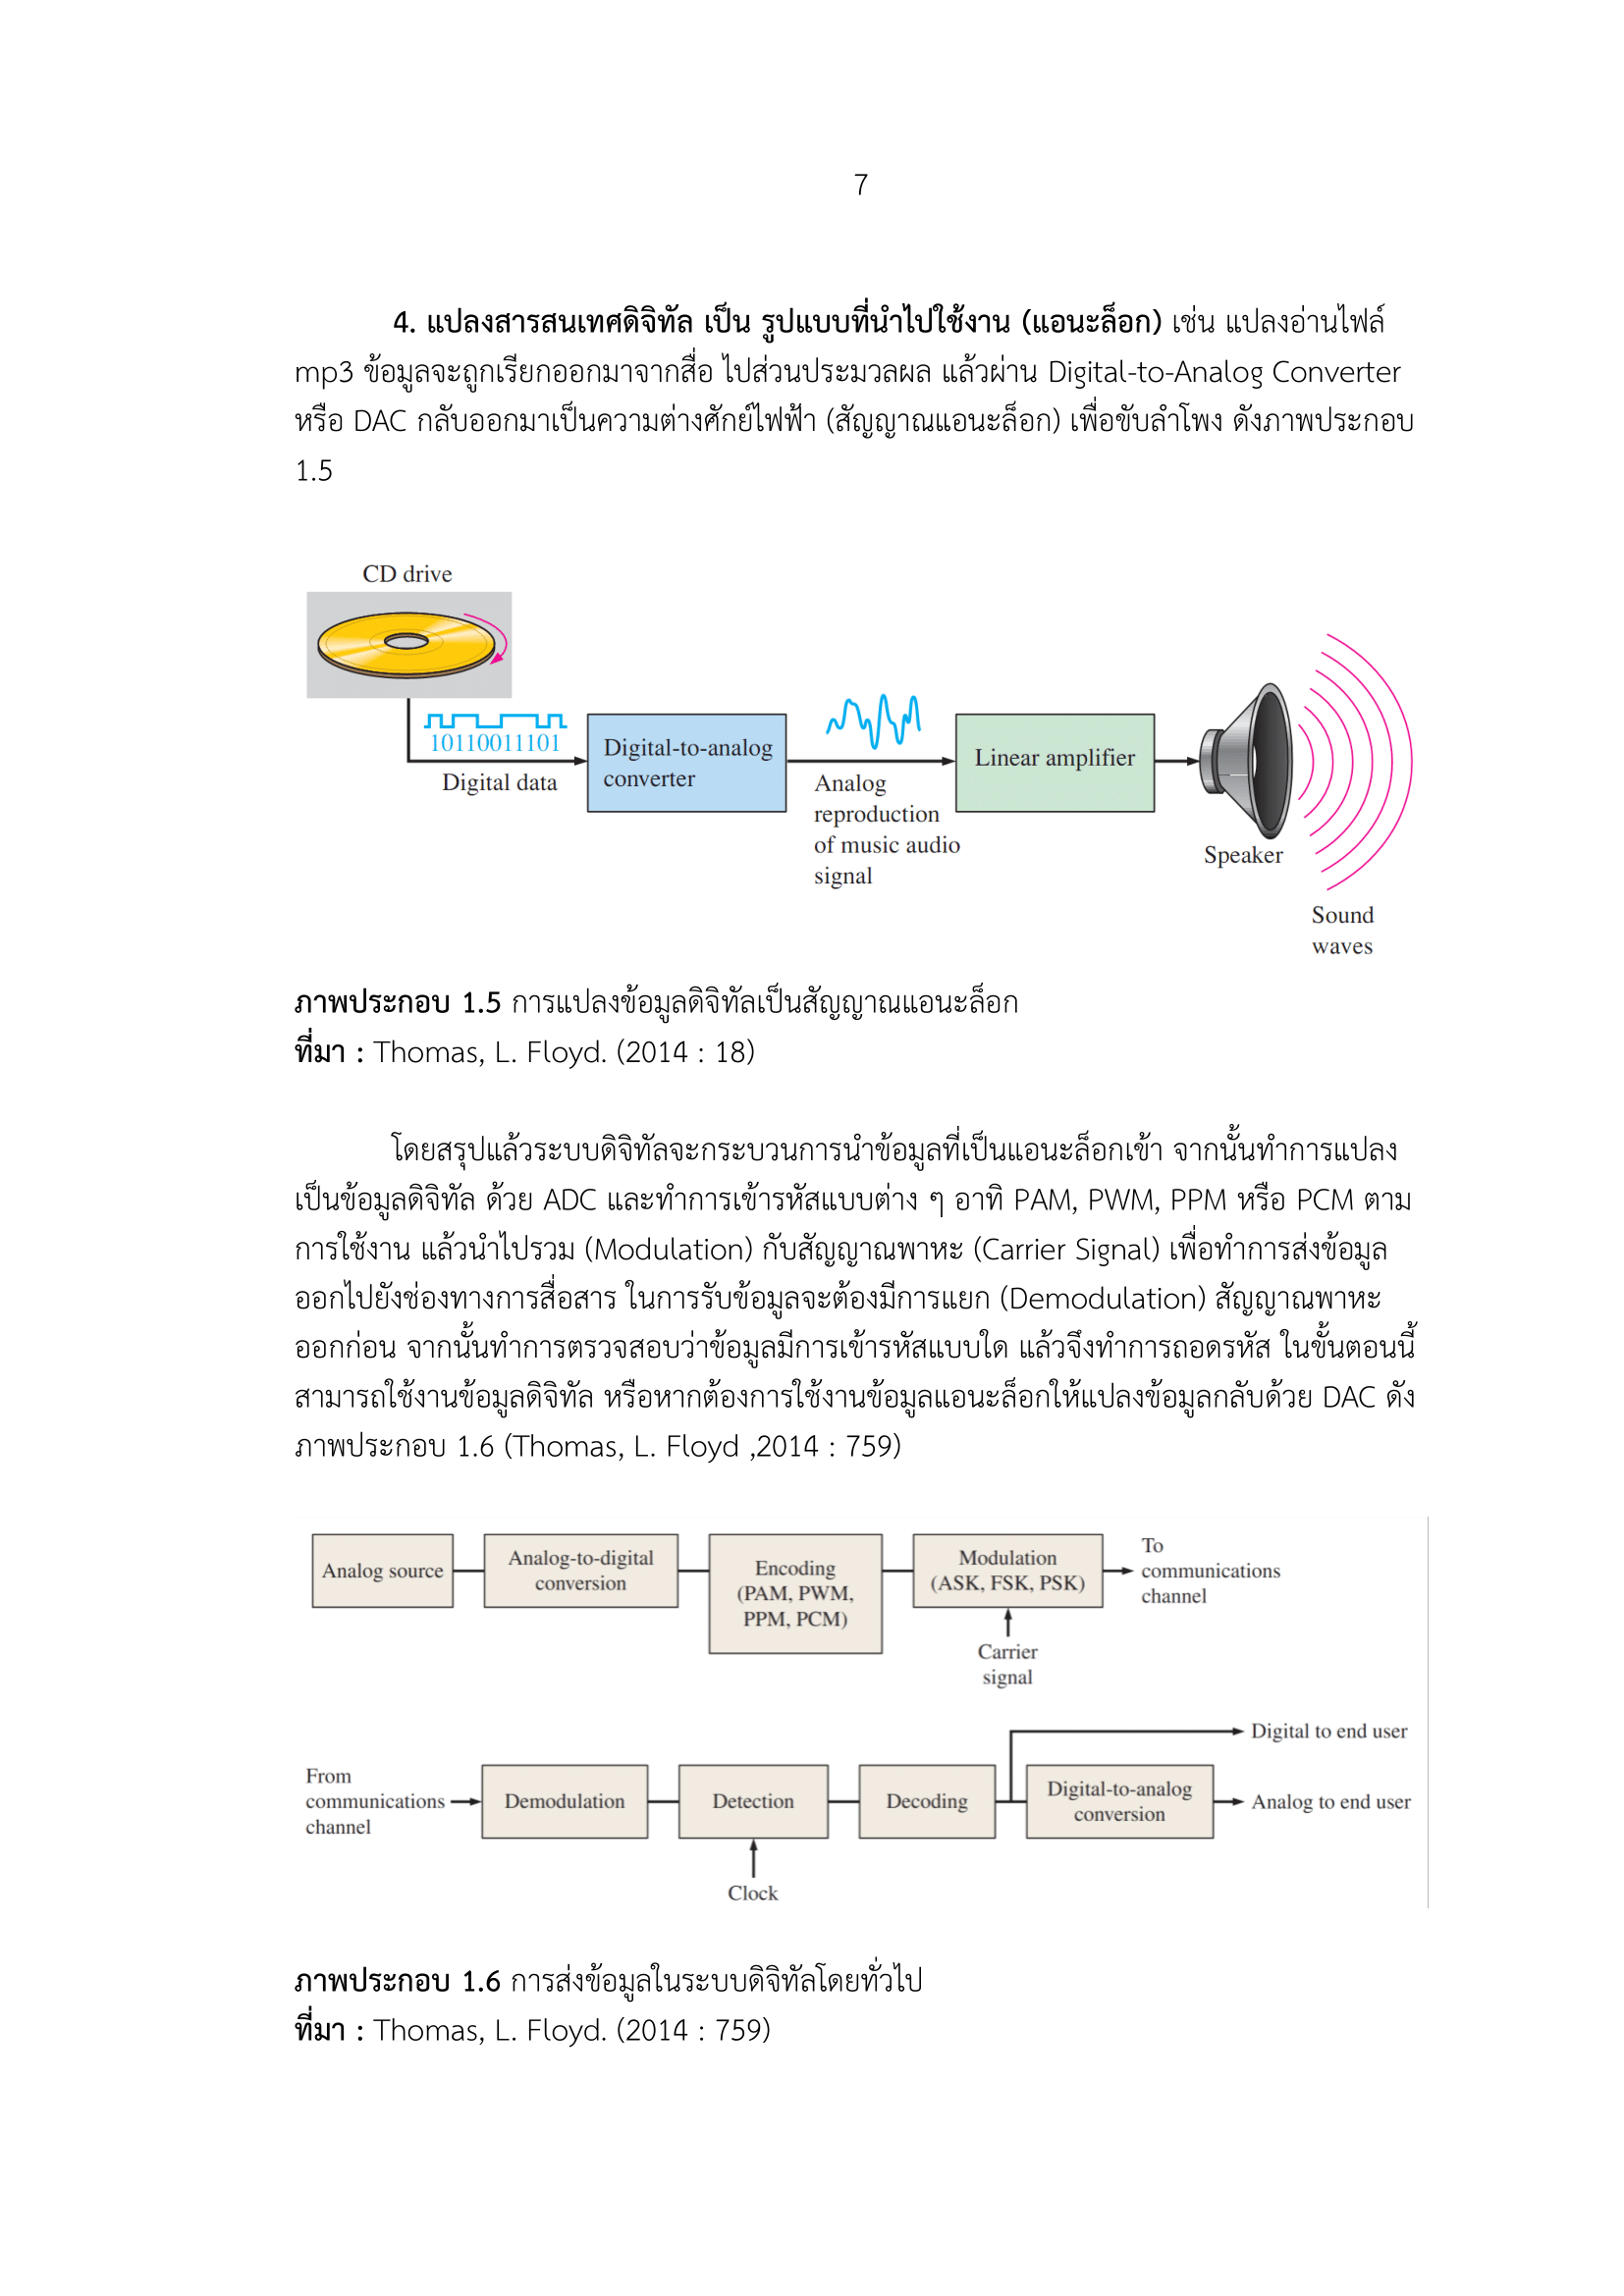 7
4. แปลงสารสนเทศดิจิทัล เป็น รูปแบบที่นำไปใช้งาน (แอนะล็อก) เช่น แปลงอ่านไฟล์
mp3 ข้อมูลจะถูกเรียกออกมาจากสื่อ ไปส่วนประมวลผล แล้วผ่าน Digital-to-Analog Converter
หรือ DAC กลับออกมาเป็นความต่างศักย์ไฟฟ้า (สัญญาณแอนะล็อก) เพื่อขับลำโพง ดังภาพประกอบ
1.5
CD drive
10110011101
Digital data
Digital-to-analog
converter
Analog
reproduction
of music audio
signal
Linear amplifier
Speaker
Sound
waves
ภาพประกอบ 1.5 การแปลงข้อมูลดิจิทัลเป็นสัญญาณแอนะล็อก
ที่มา : Thomas, L. Floyd. (2014 : 18)
โดยสรุปแล้วระบบดิจิทัลจะกระบวนการนำข้อมูลที่เป็นแอนะล็อกเข้า จากนั้นทำการแปลง
เป็นข้อมูลดิจิทัล ด้วย ADC และทำการเข้ารหัสแบบต่าง ๆ อาทิ PAM, PWM, PPM หรือ PCM ตาม
การใช้งาน แล้วนำไปรวม (Modulation) กับสัญญาณพาหะ (Carrier Signal) เพื่อทำการส่งข้อมูล
ออกไปยังช่องทางการสื่อสาร ในการรับข้อมูลจะต้องมีการแยก (Demodulation) สัญญาณพาหะ
ออกก่อน จากนั้นทำการตรวจสอบว่าข้อมูลมีการเข้ารหัสแบบใด แล้วจึงทำการถอดรหัส ในขั้นตอนนี้
สามารถใช้งานข้อมูลดิจิทัล หรือหากต้องการใช้งานข้อมูลแอนะล็อกให้แปลงข้อมูลกลับด้วย DAC ดัง
ภาพประกอบ 1.6 (Thomas, L. Floyd ,2014 : 759)
Analog source
Analog-to-digital
conversion
Encoding
(PAM, PWM,
PPM, PCM)
Modulation
(ASK, FSK, PSK)
To
communications
channel
Carrier
signal
Digital to end user
From
communications
channel
Demodulation
Detection
Decoding
Digital-to-analog
conversion
Analog to end user
Clock
ภาพประกอบ 1.6 การส่งข้อมูลในระบบดิจิทัลโดยทั่วไป
ที่มา : Thomas, L. Floyd. (2014 : 759)